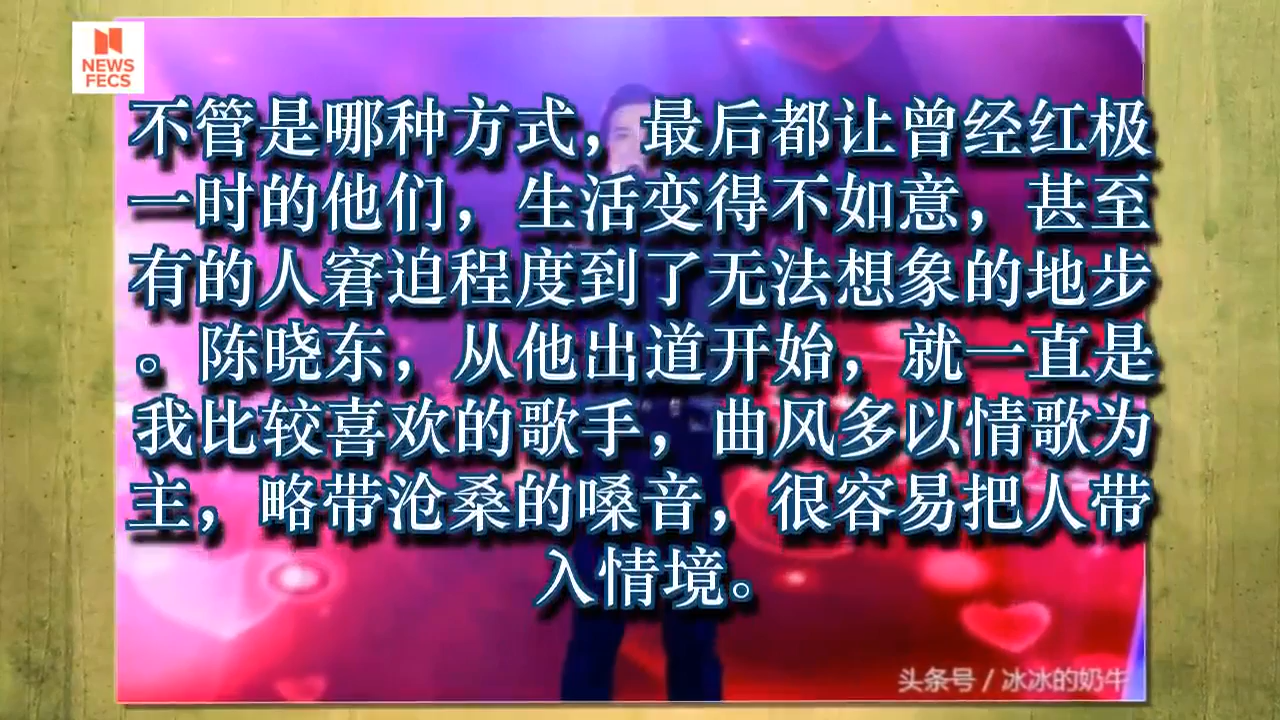 NEWS
FECS
不管是哪种方式，最后都让曾经红极
一时的他们，生活变得不如意，甚至
有的人窘迫程度到了无法想象的地步
。陈晓东，从他出道开始，就一直是
我比较喜欢的歌手，曲风多以情歌为
主，略带沧桑的嗓音，很容易把人带
入情境。
头条号 / 冰冰的奶牛